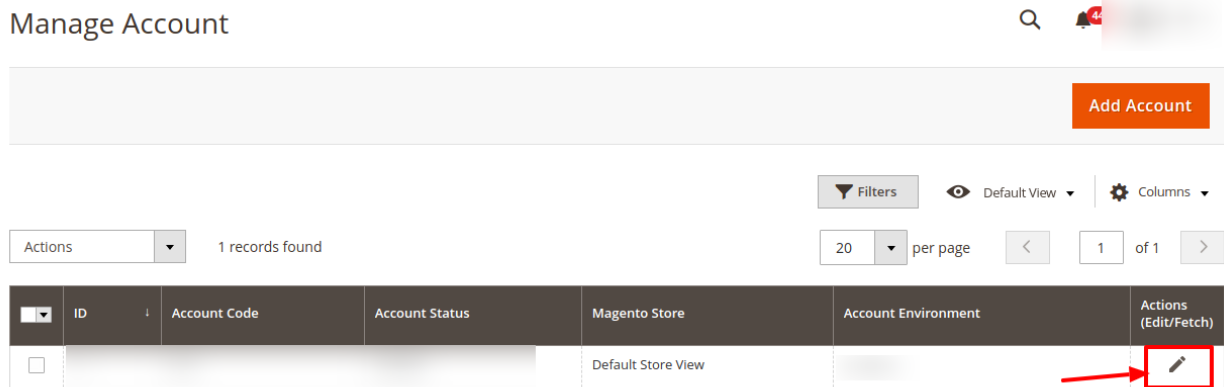 Manage Account
44
Add Account
Filters
Default View
Columns
Actions
1 records found
20
per page
1
of 1
ID ↓ Account Code Account Status Magento Store Account Environment Actions
(Edit/Fetch)
Default Store View